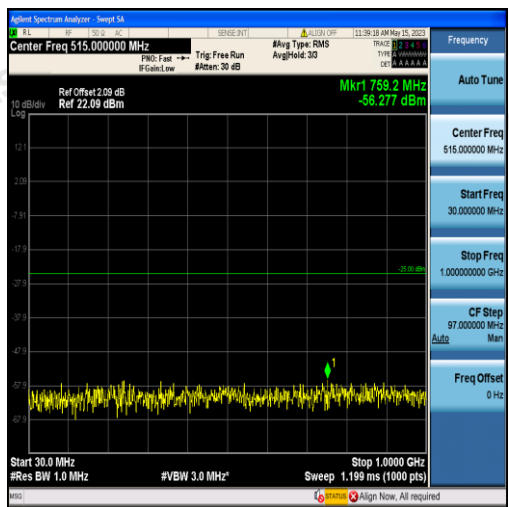 Agilent Spectrum Analyzer - Swept SA
RL RF 50 Ω AC SENSE:INT ALIGN OFF 11:39:18 AM May 15, 2023
Center Freq 515.000000 MHz
PNO: Fast
IFGain:Low
Trig: Free Run
#Atten: 30 dB
#Avg Type: RMS
Avg|Hold: 3/3
TRACE 1 2 3 4 5 6
TYPE A WWWWW
DET A A A A A A
Mkr1 759.2 MHz
-56.277 dBm
Ref Offset 2.09 dB
10 dB/div Ref 22.09 dBm
Log
12.1
2.09
-7.91
-17.9
-25.00 dBm
-27.9
-37.9
-47.9
1
-57.9
-67.9
Start 30.0 MHz Stop 1.0000 GHz
#Res BW 1.0 MHz #VBW 3.0 MHz* Sweep 1.199 ms (1000 pts)
MSG STATUS Align Now, All required
Frequency
Auto Tune
Center Freq
515.000000 MHz
Start Freq
30.000000 MHz
Stop Freq
1.000000000 GHz
CF Step
97.000000 MHz
Auto Man
Freq Offset
0 Hz